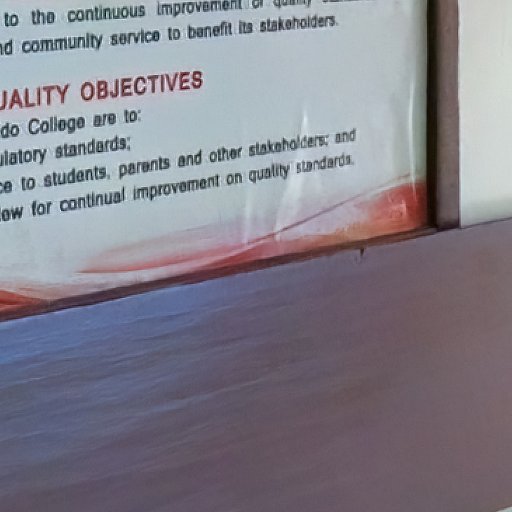 to the continuous improvement of quality
nd community service to benefit its stakeholders.
UALITY OBJECTIVES
do College are to:
ulatory standards;
ce to students, parents and other stakeholders; and
ew for continual improvement on quality standards.